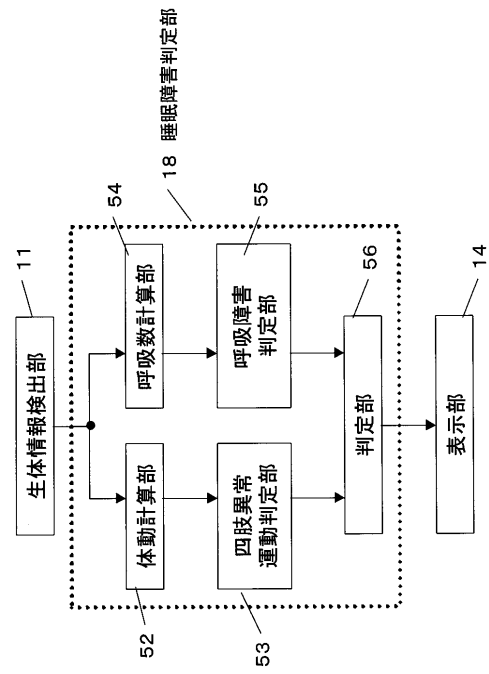 11
生体情報検出部
18 睡眠障害判定部
52
体動計算部
54
呼吸数計算部
53
四肢異常
運動判定部
55
呼吸障害
判定部
56
判定部
14
表示部